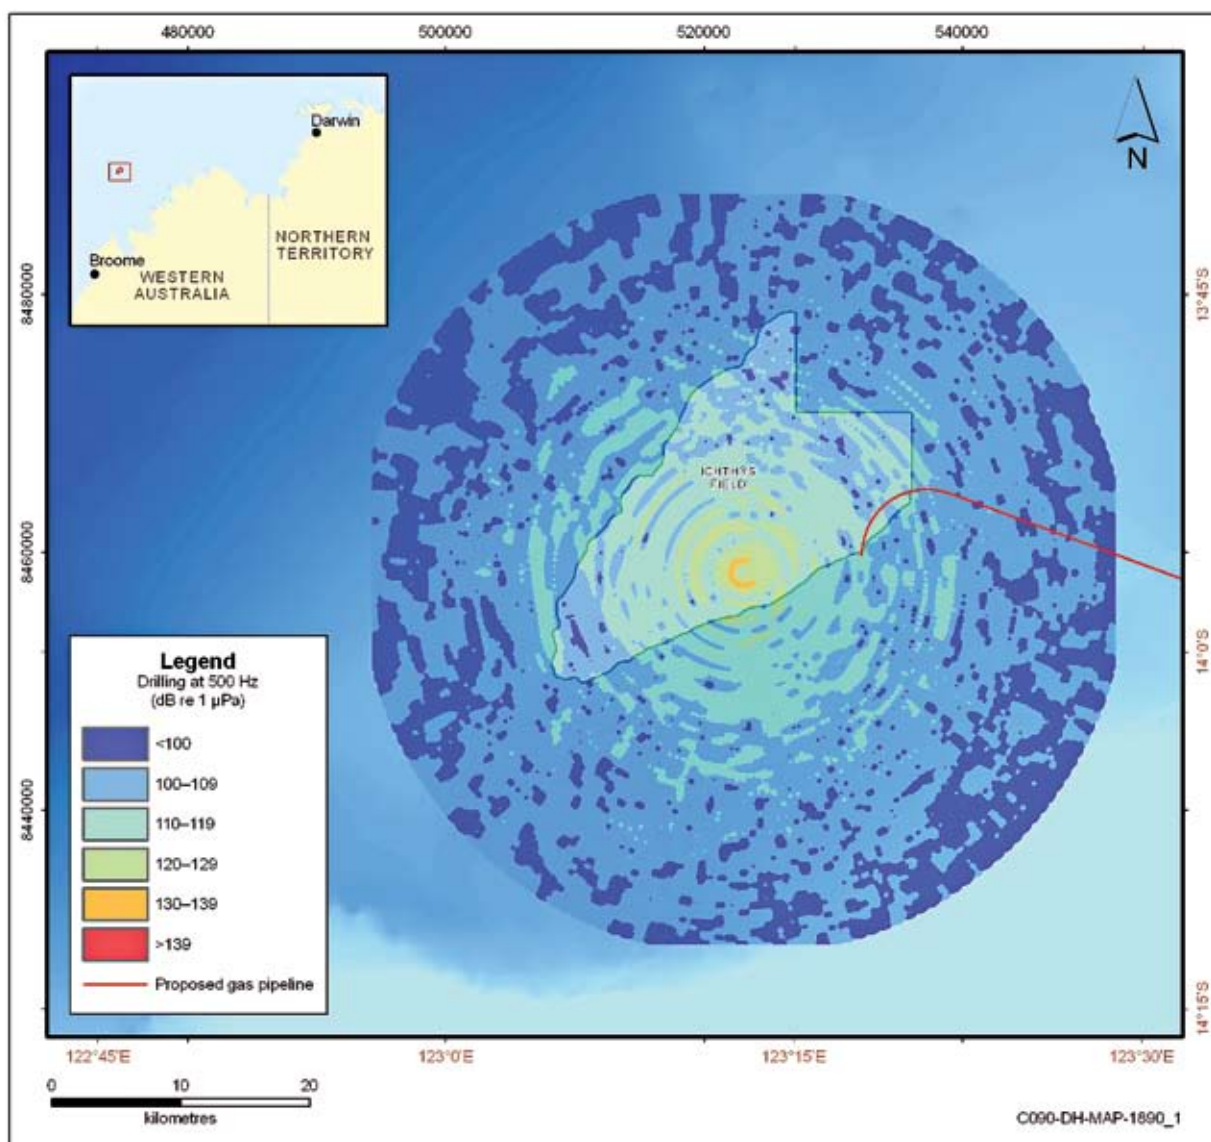 480000
500000
520000
540000
Darwin
NORTHERN
TERRITORY
Broome
WESTERN
AUSTRALIA
N
8480000
8460000
8440000
13°45'S
14°0'S
14°15'S
ICHTHYS
FIELD
Legend
Drilling at 500 Hz
(dB re 1 µPa)
<100
100–109
110–119
120–129
130–139
>139
Proposed gas pipeline
122°45'E
123°0'E
123°15'E
123°30'E
0
10
20
kilometres
C090-DH-MAP-1690_1